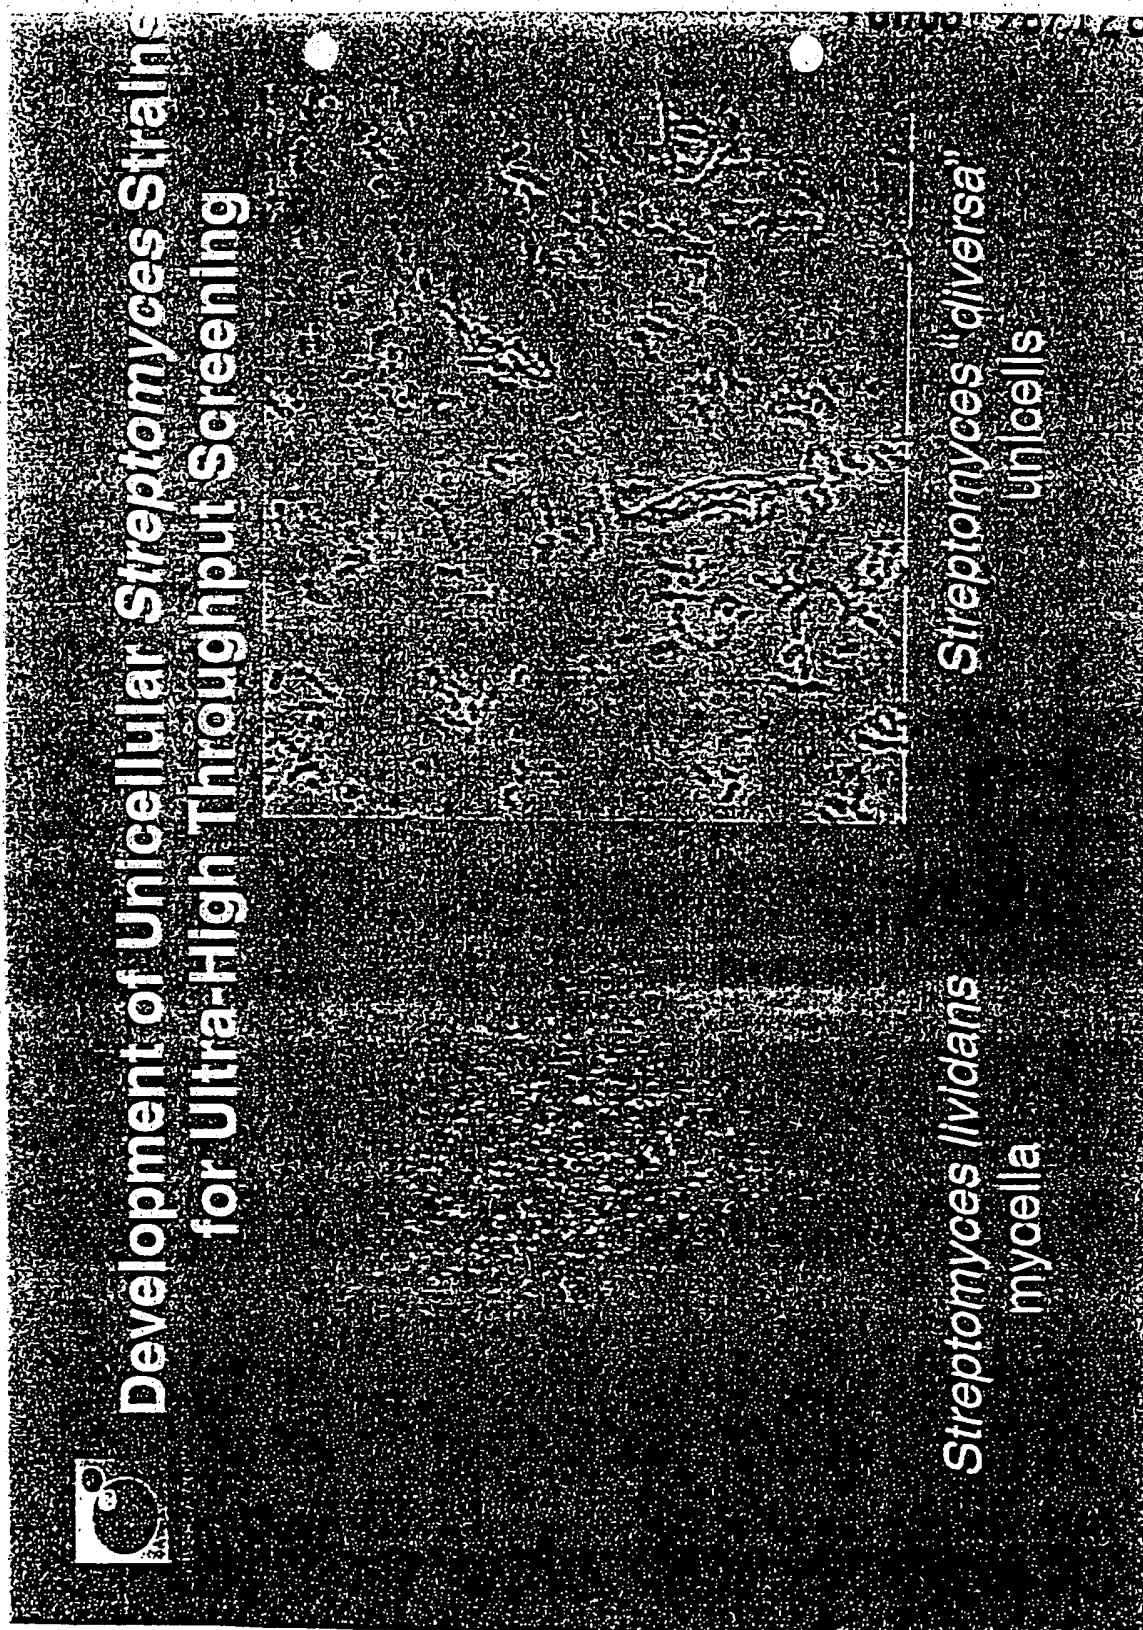 Development of Unicellular Streptomyces Strains
for Ultra-High Throughput Screening
Streptomyces lividans
mycelia
Streptomyces "diversa"
unicells